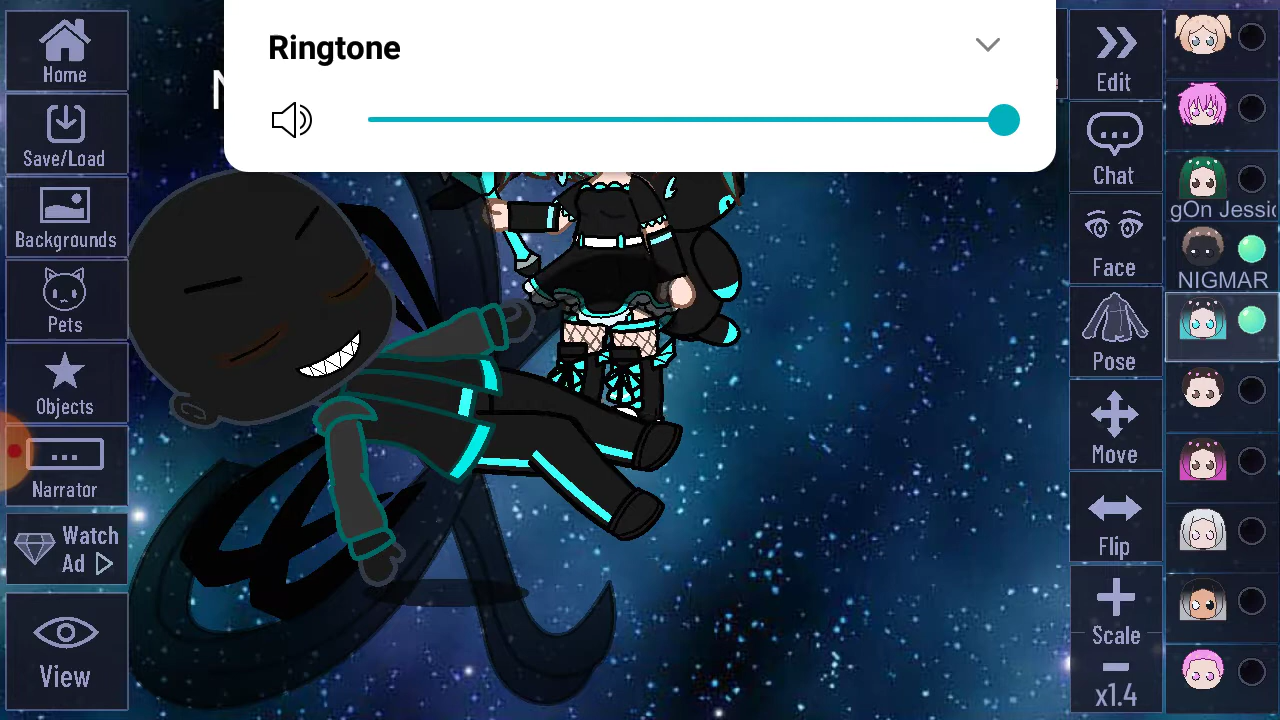 Ringtone
Home
Save/Load
Backgrounds
Pets
Objects
Narrator
Watch
Ad
View
Edit
Chat
Face
Pose
Move
Flip
Scale
x1.4
gOn Jessic
NIGMAR